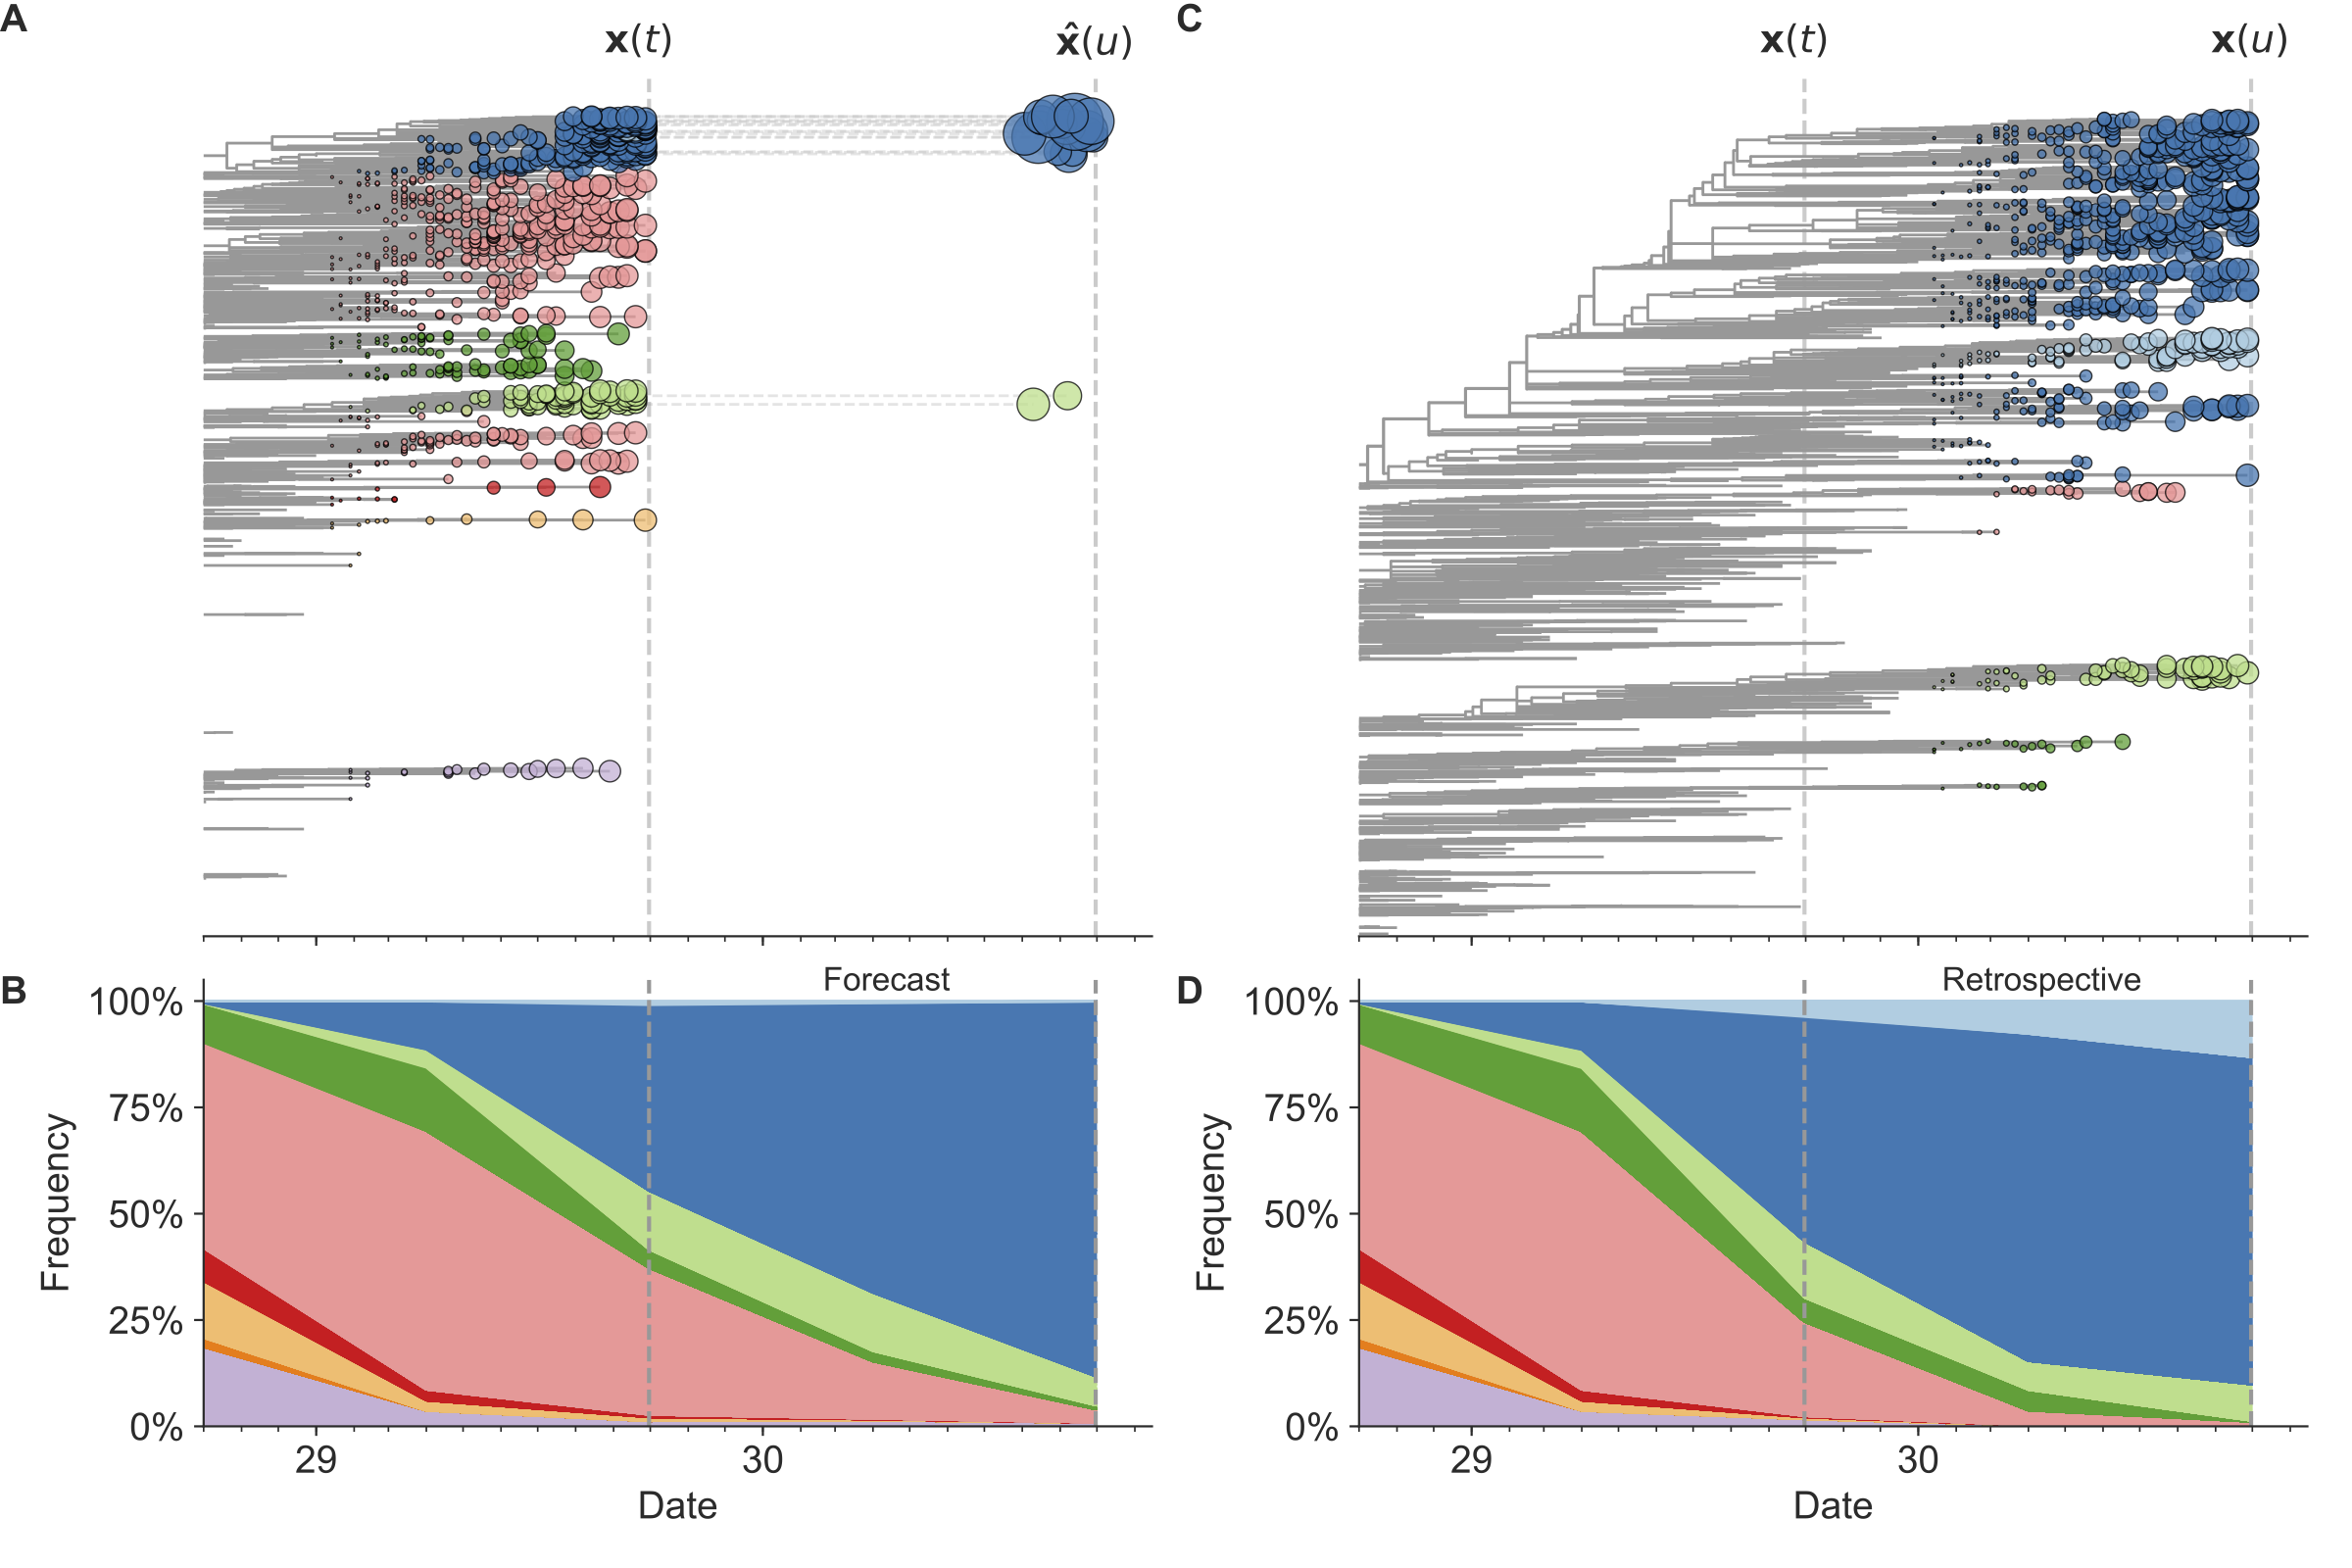 A
x(t)
x̂(u)
C
x(t)
x(u)
B
Forecast
100%
75%
50%
25%
0%
Frequency
29
30
Date
D
Retrospective
100%
75%
50%
25%
0%
Frequency
29
30
Date